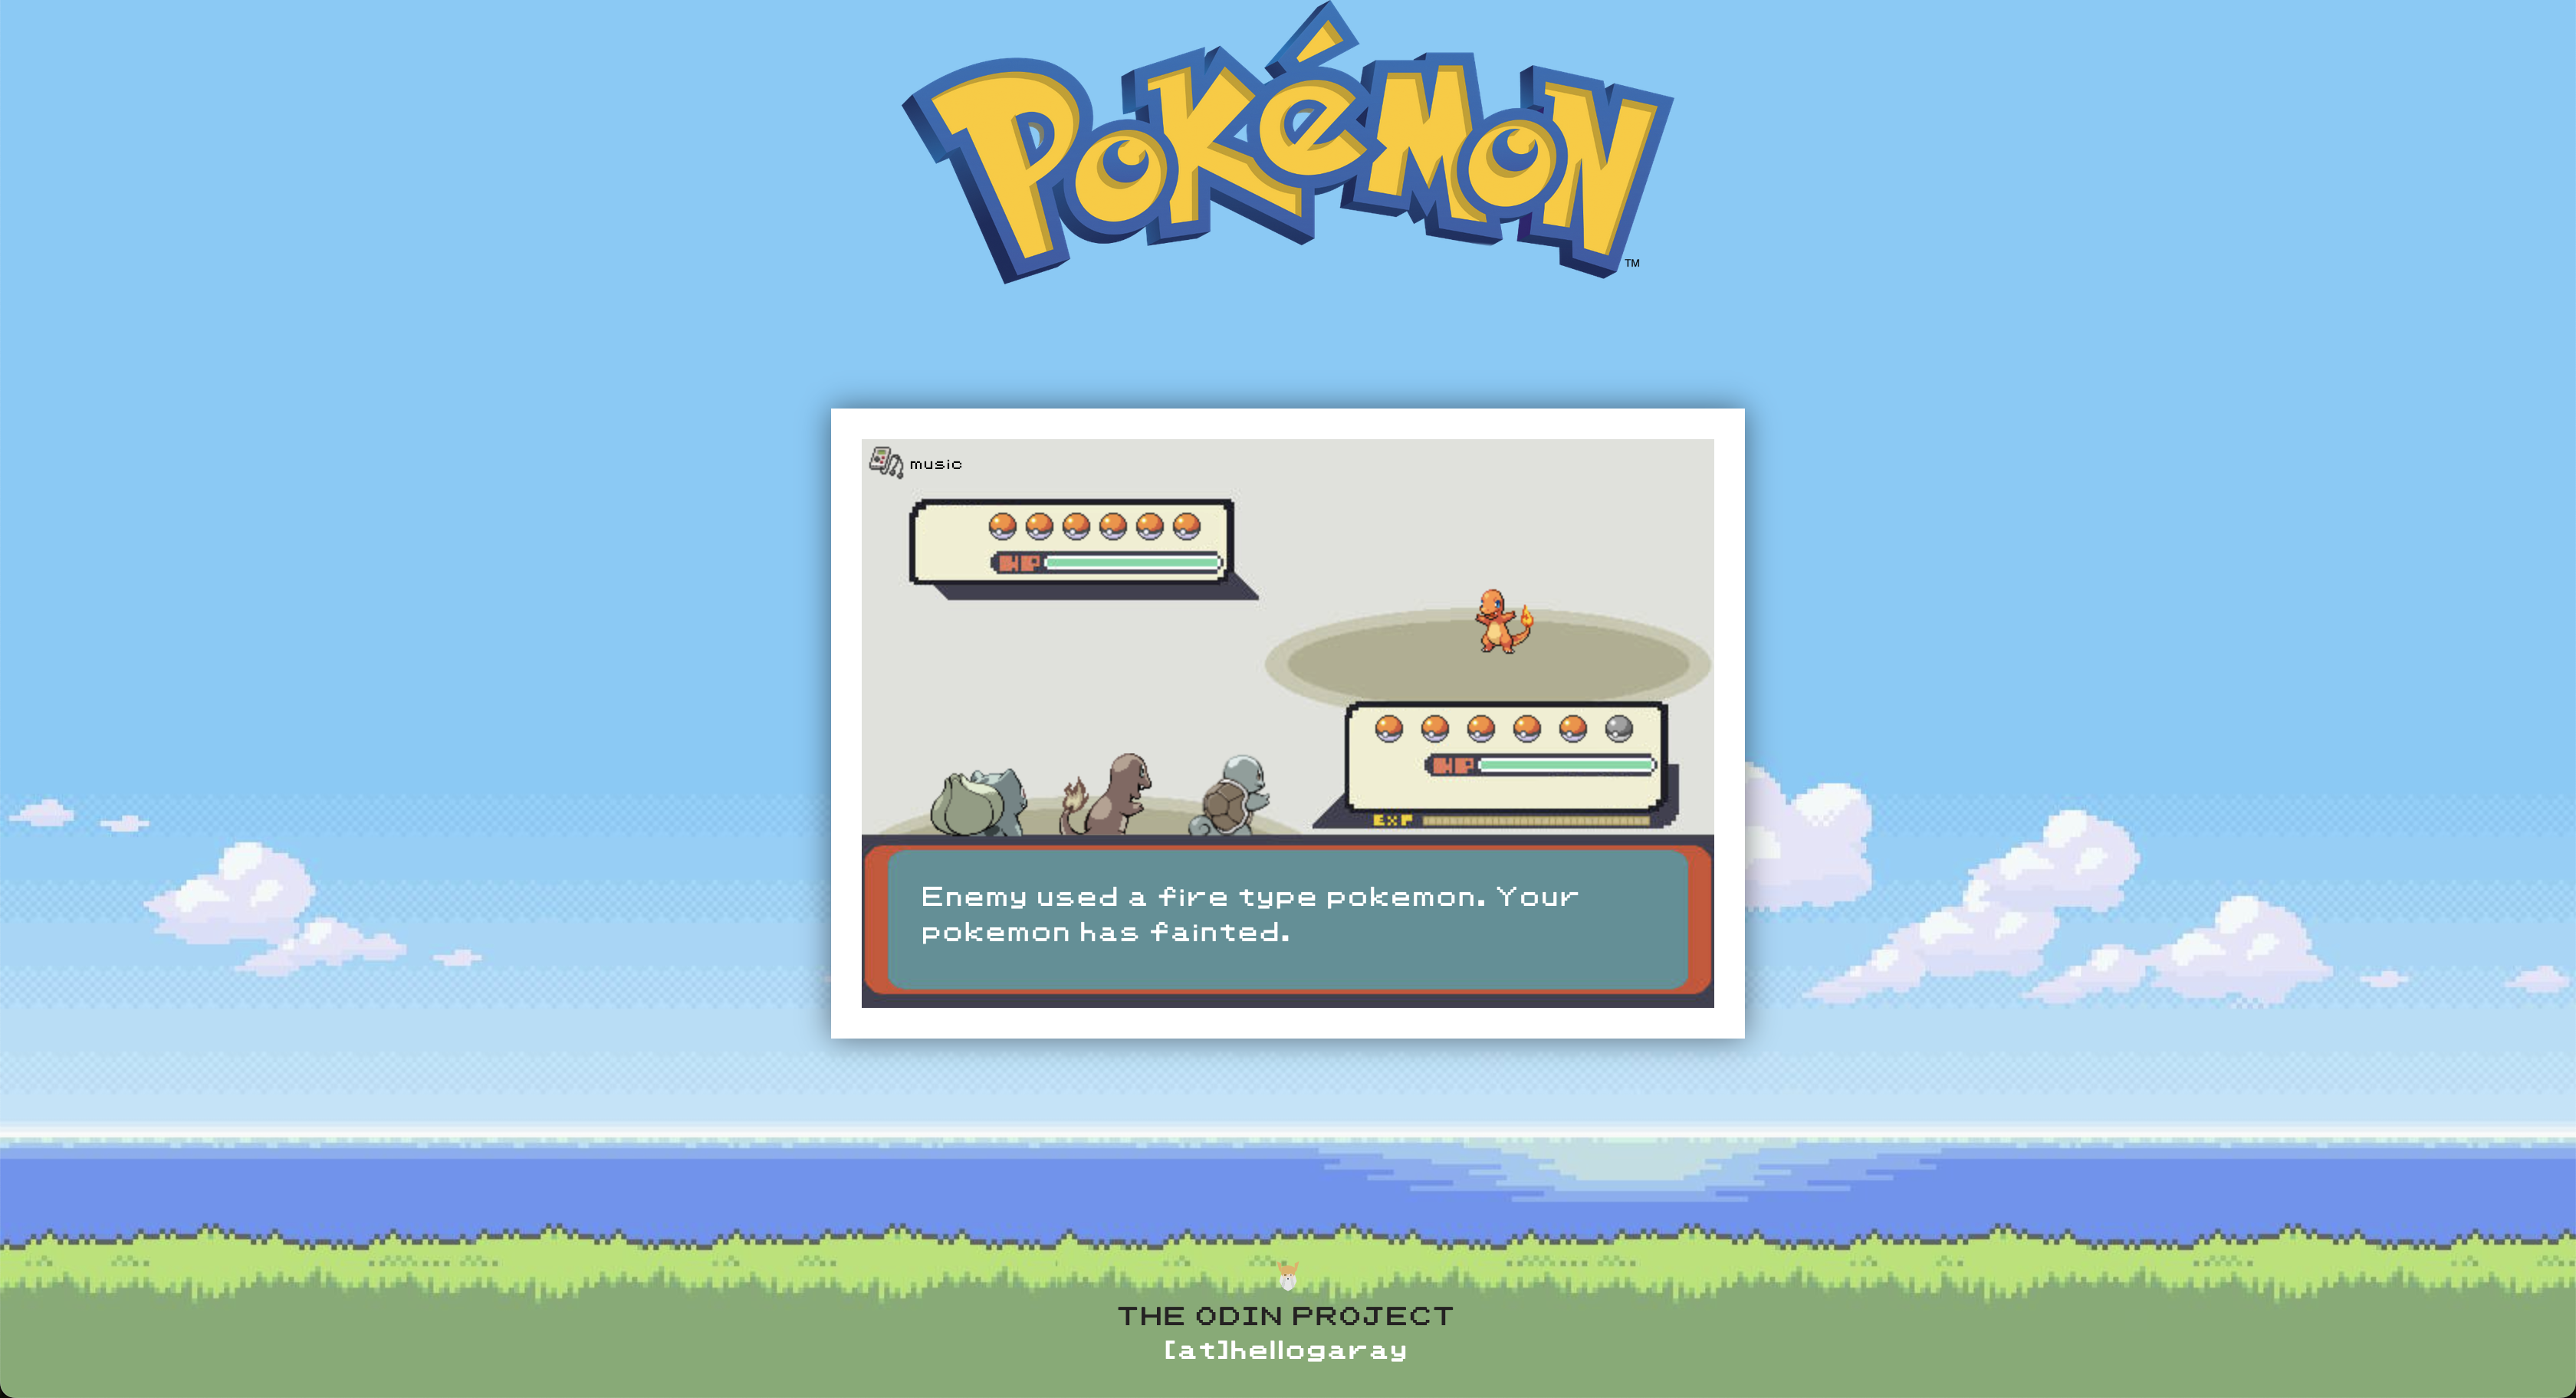 POKéMON
TM
music
HP
HP
EXP
Enemy used a fire type pokemon. Your
pokemon has fainted.
THE ODIN PROJECT
[at]hellogaray